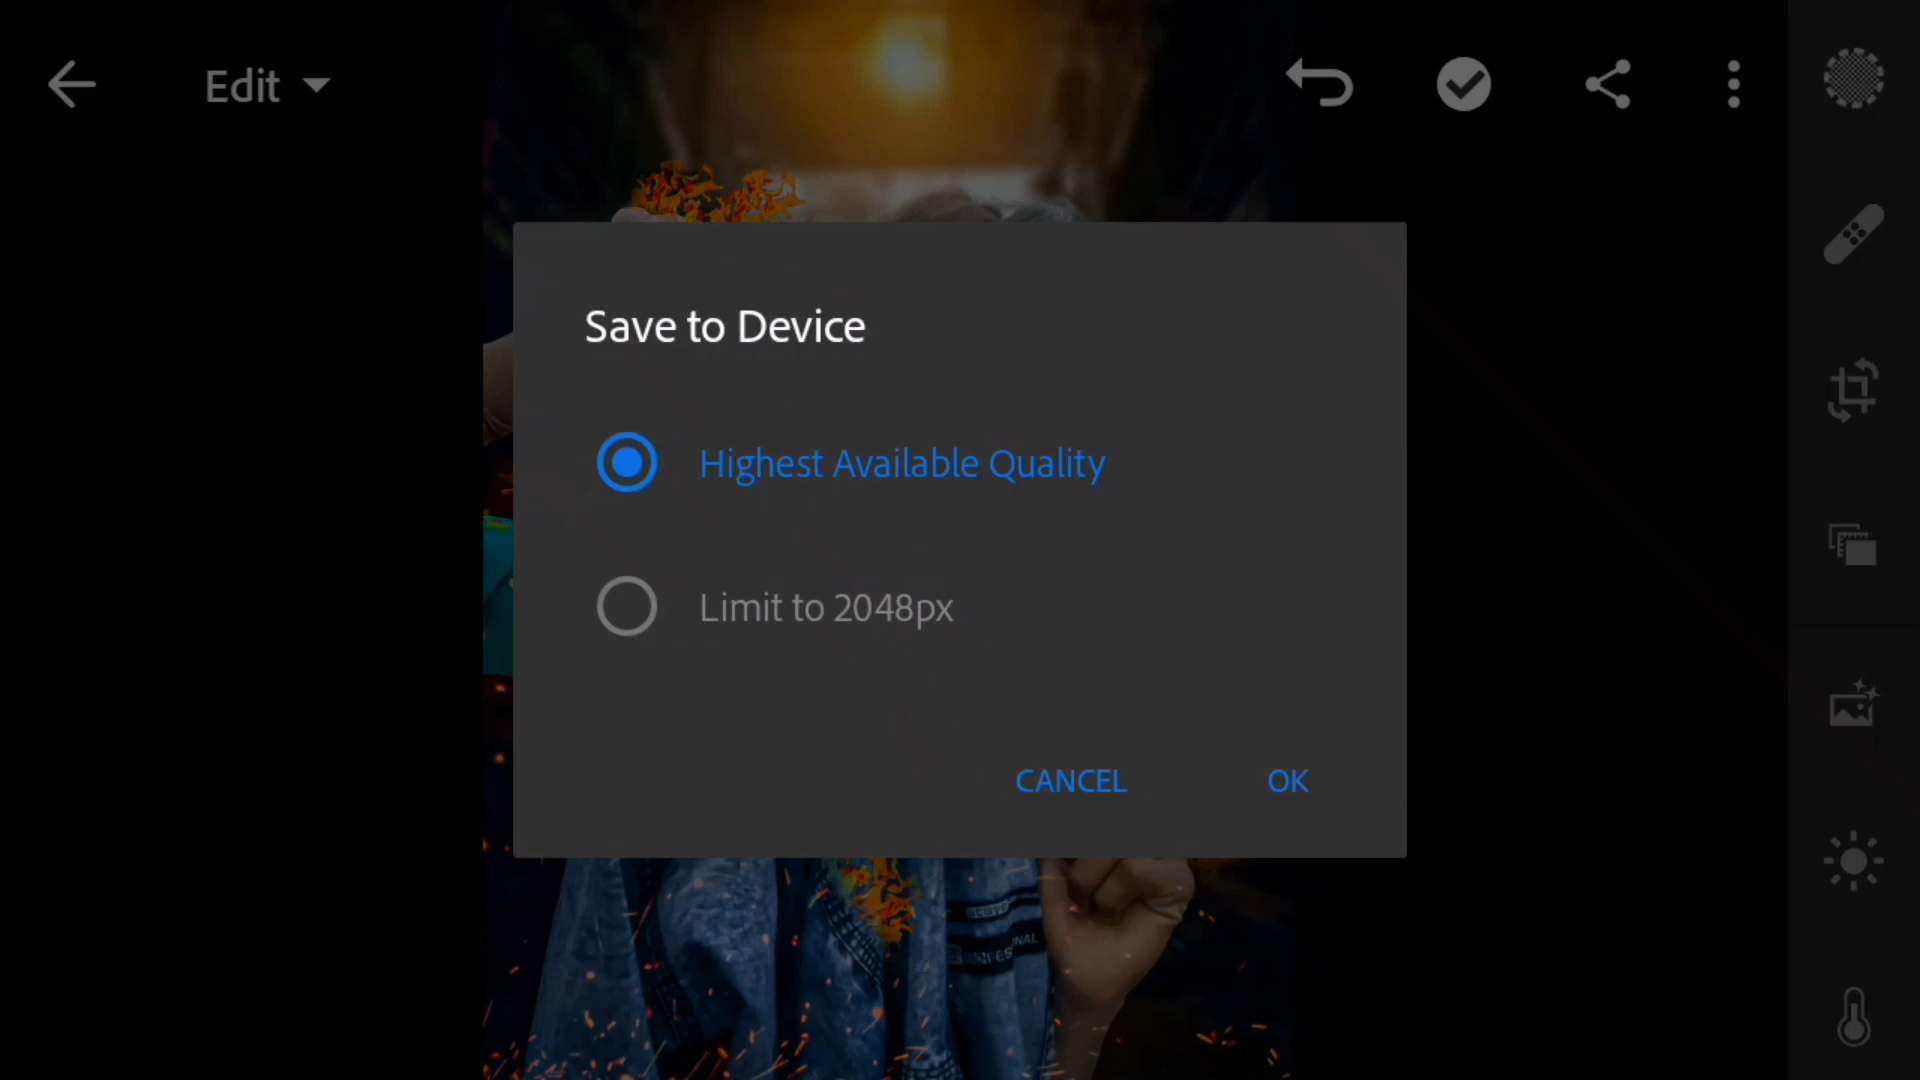 Edit
Save to Device
Highest Available Quality
Limit to 2048px
CANCEL
OK